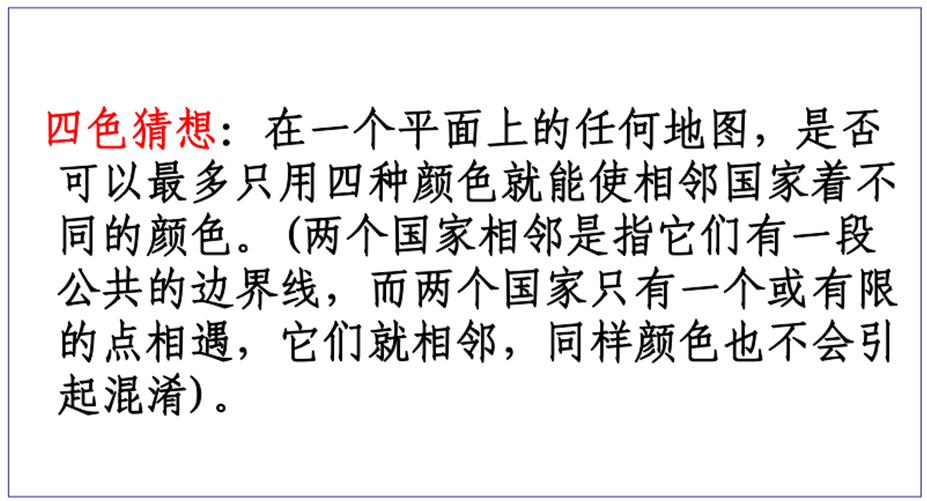 四色猜想：在一个平面上的任何地图，是否
可以最多只用四种颜色就能使相邻国家着不
同的颜色。(两个国家相邻是指它们有一段
公共的边界线，而两个国家只有一个或有限
的点相遇，它们就相邻，同样颜色也不会引
起混淆)。